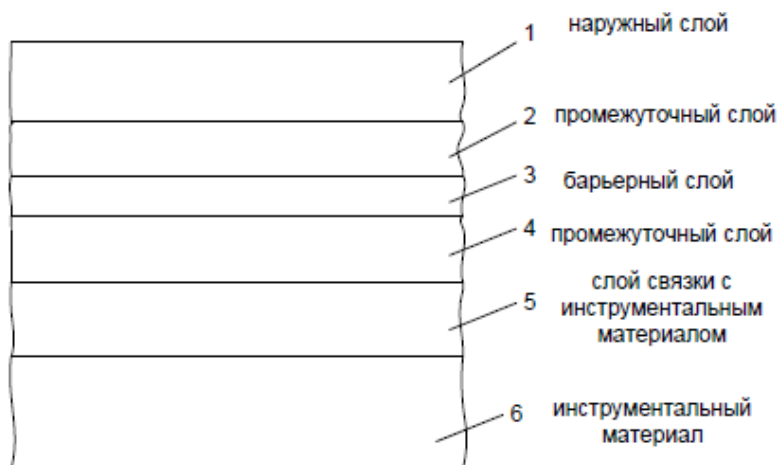 1 наружный слой
2 промежуточный слой
3 барьерный слой
4 промежуточный слой
слой связки с
5 инструментальным
материалом
6 инструментальный
материал